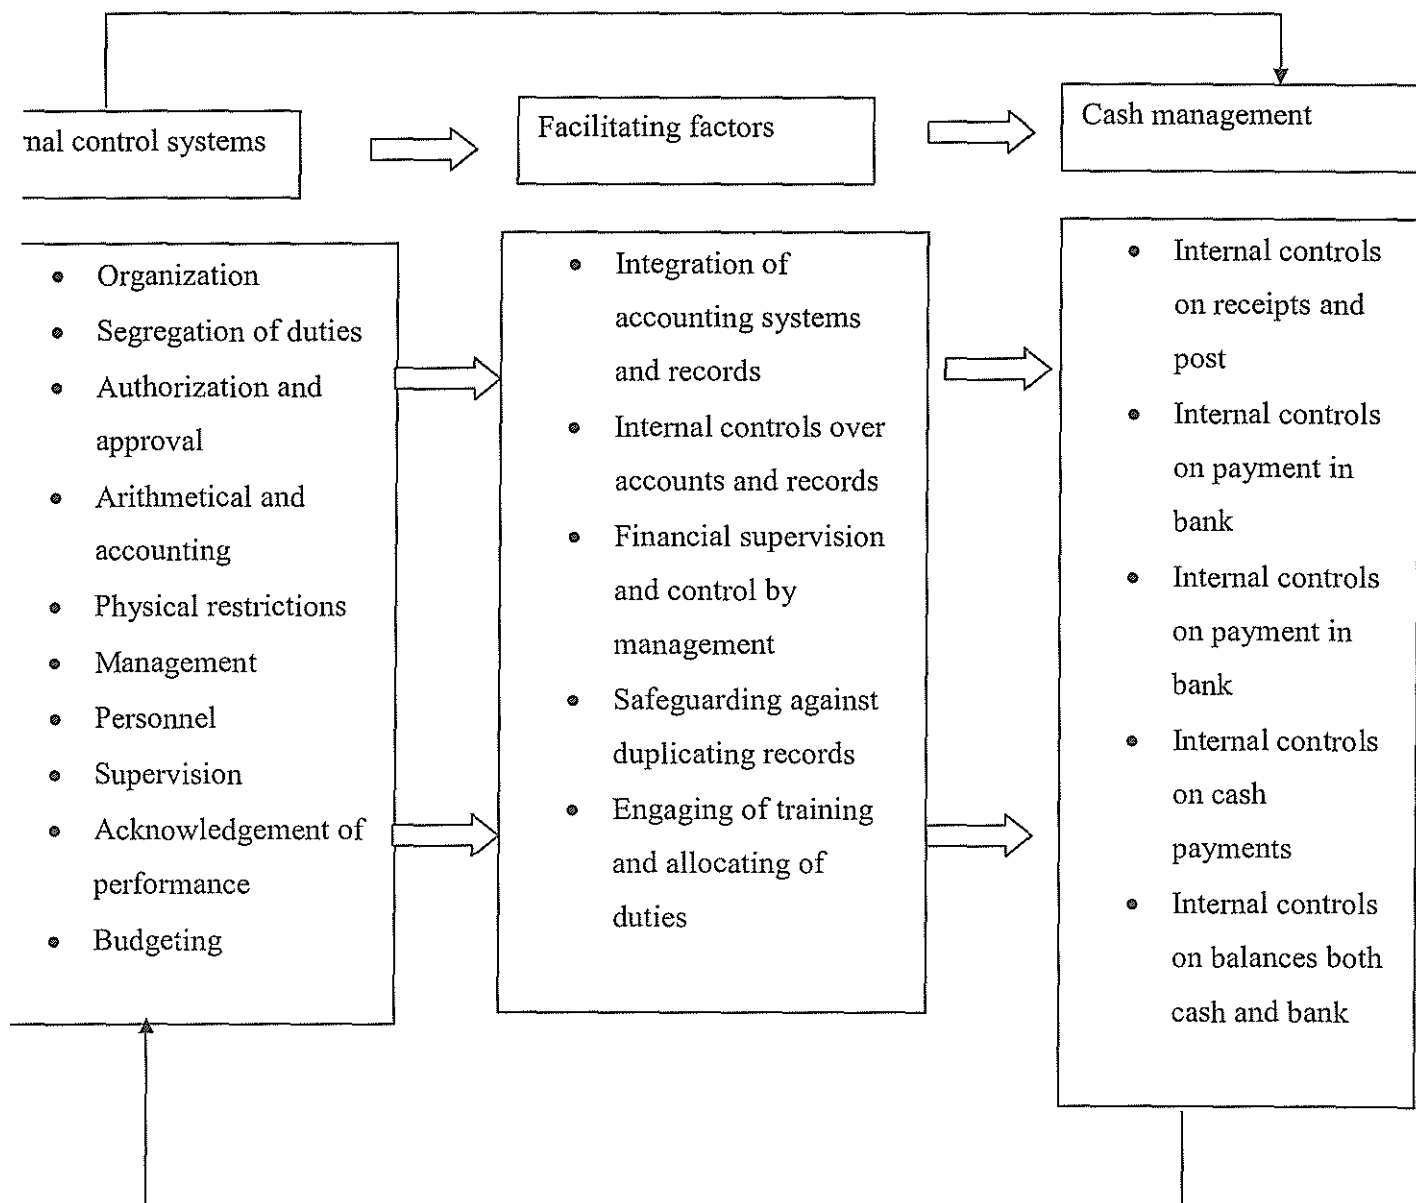 nal control systems
Facilitating factors
Cash management
• Organization
• Segregation of duties
• Authorization and
approval
• Arithmetical and
accounting
• Physical restrictions
• Management
• Personnel
• Supervision
• Acknowledgement of
performance
• Budgeting
• Integration of
accounting systems
and records
• Internal controls over
accounts and records
• Financial supervision
and control by
management
• Safeguarding against
duplicating records
• Engaging of training
and allocating of
duties
• Internal controls
on receipts and
post
• Internal controls
on payment in
bank
• Internal controls
on payment in
bank
• Internal controls
on cash
payments
• Internal controls
on balances both
cash and bank